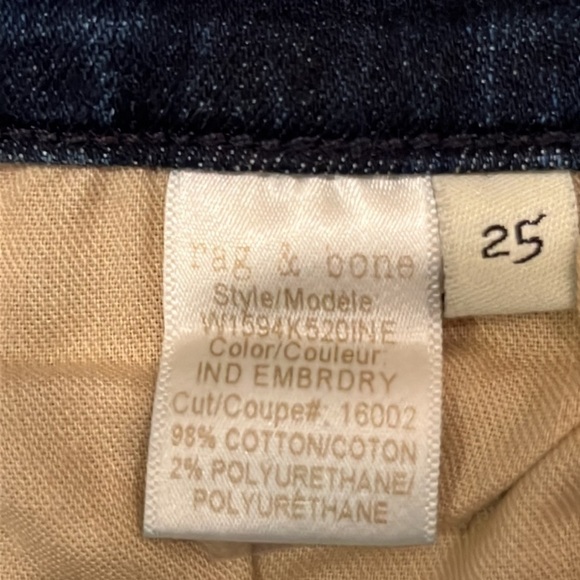 rag & bone
Style/Modèle:
W1594K520INE
Color/Couleur:
IND EMBRDRY
Cut/Coupe#: 16002
98% COTTON/COTON
2% POLYURETHANE/
POLYURÉTHANE
25